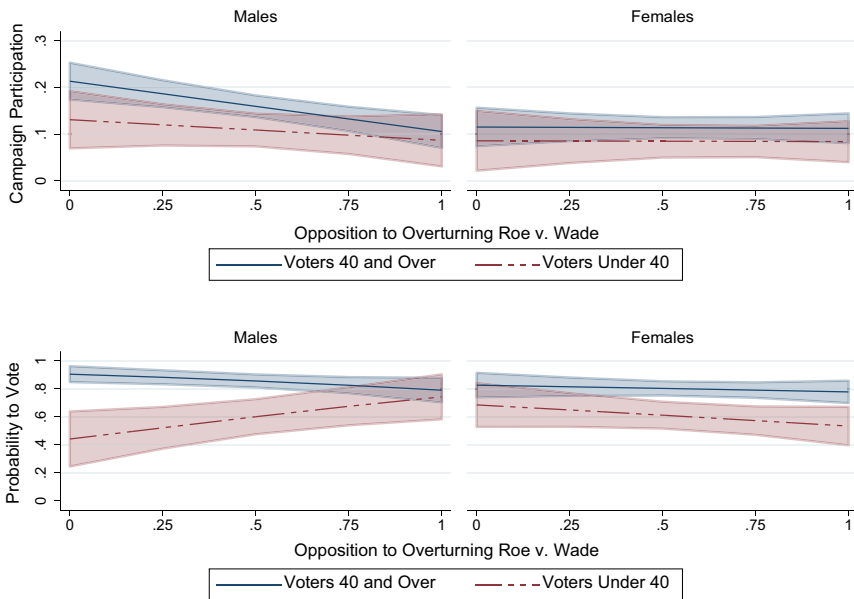 Males Females
Campaign Participation
.3
.2
.1
0
0 .25 .5 .75 1 0 .25 .5 .75 1
Opposition to Overturning Roe v. Wade
Voters 40 and Over Voters Under 40
Males Females
Probability to Vote
1
.8
.6
.4
.2
0
0 .25 .5 .75 1 0 .25 .5 .75 1
Opposition to Overturning Roe v. Wade
Voters 40 and Over Voters Under 40